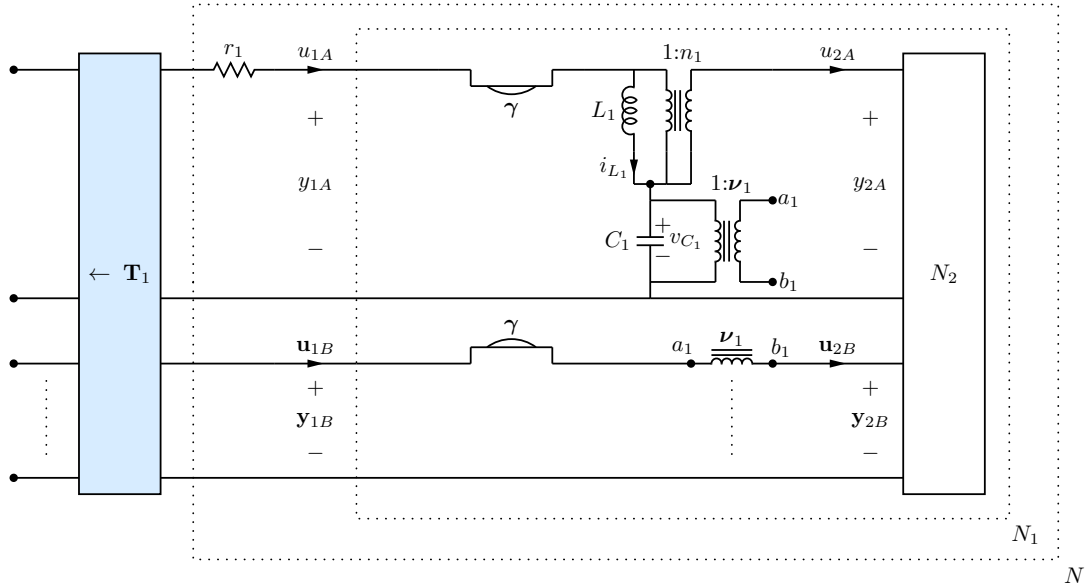 r₁ u₁A 1:n₁ u₂A
γ
+ L₁ +
y₁A i_L₁ 1:ν₁ y₂A
a₁
+
− C₁ v_C₁ −
−
← T₁ b₁ N₂
γ
u₁B a₁ ν₁ b₁ u₂B
+ +
y₁B y₂B
− −
N₁
N